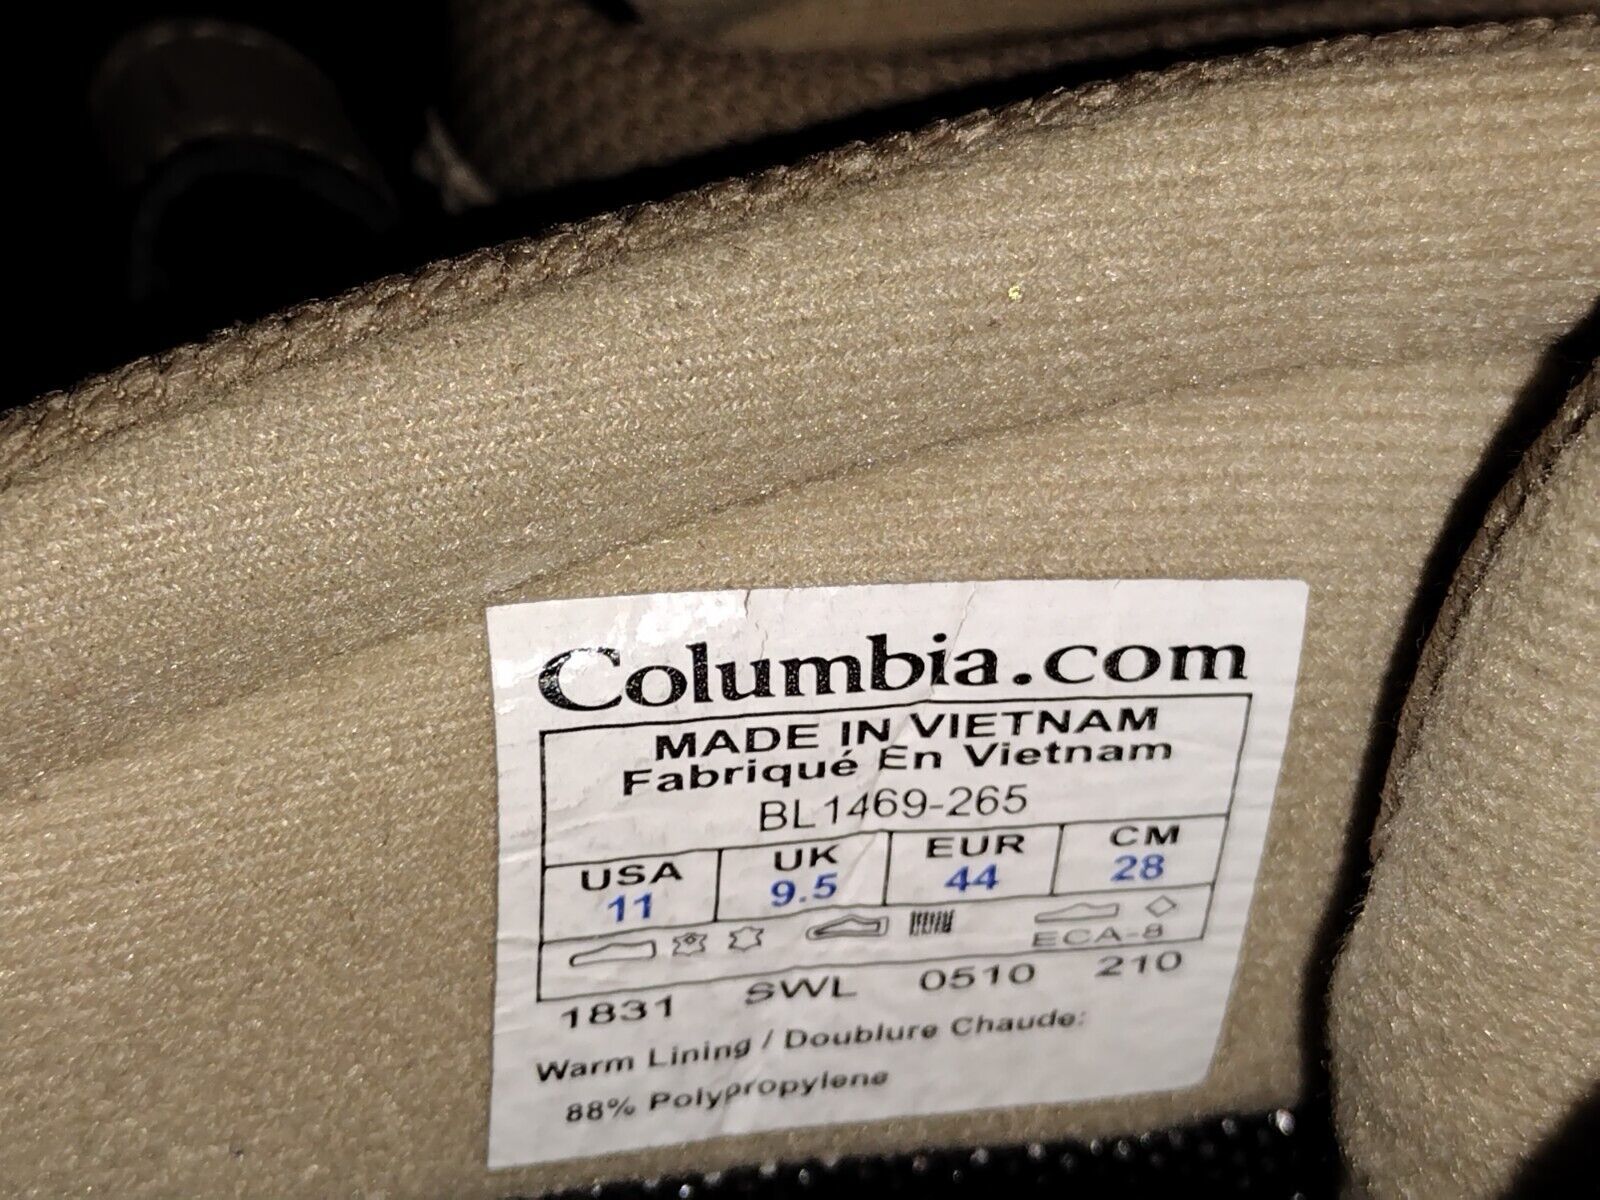 Columbia.com
MADE IN VIETNAM
Fabriqué En Vietnam
BL1469-265
USA UK EUR CM
11 9.5 44 28
ECA-8
1831 SWL 0510 210
Warm Lining / Doublure Chaude:
88% Polypropylene